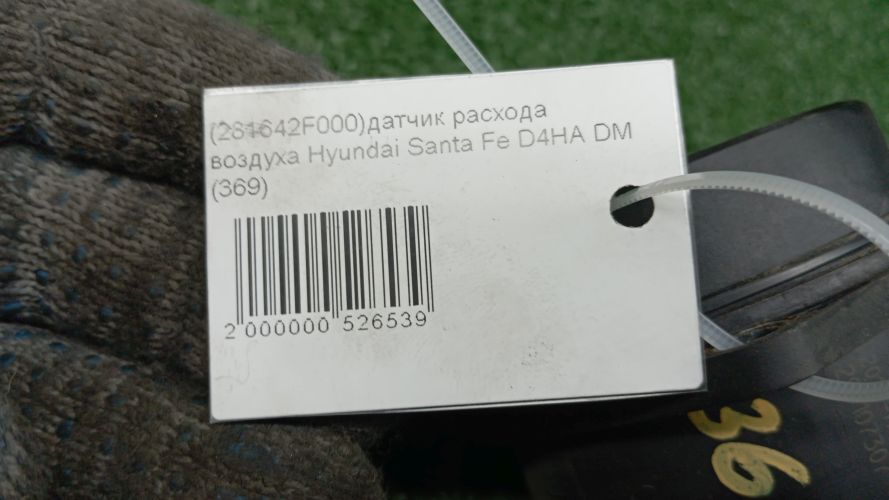 (281642F000)датчик расхода
воздуха Hyundai Santa Fe D4HA DM
(369)
2 000000 526539
36